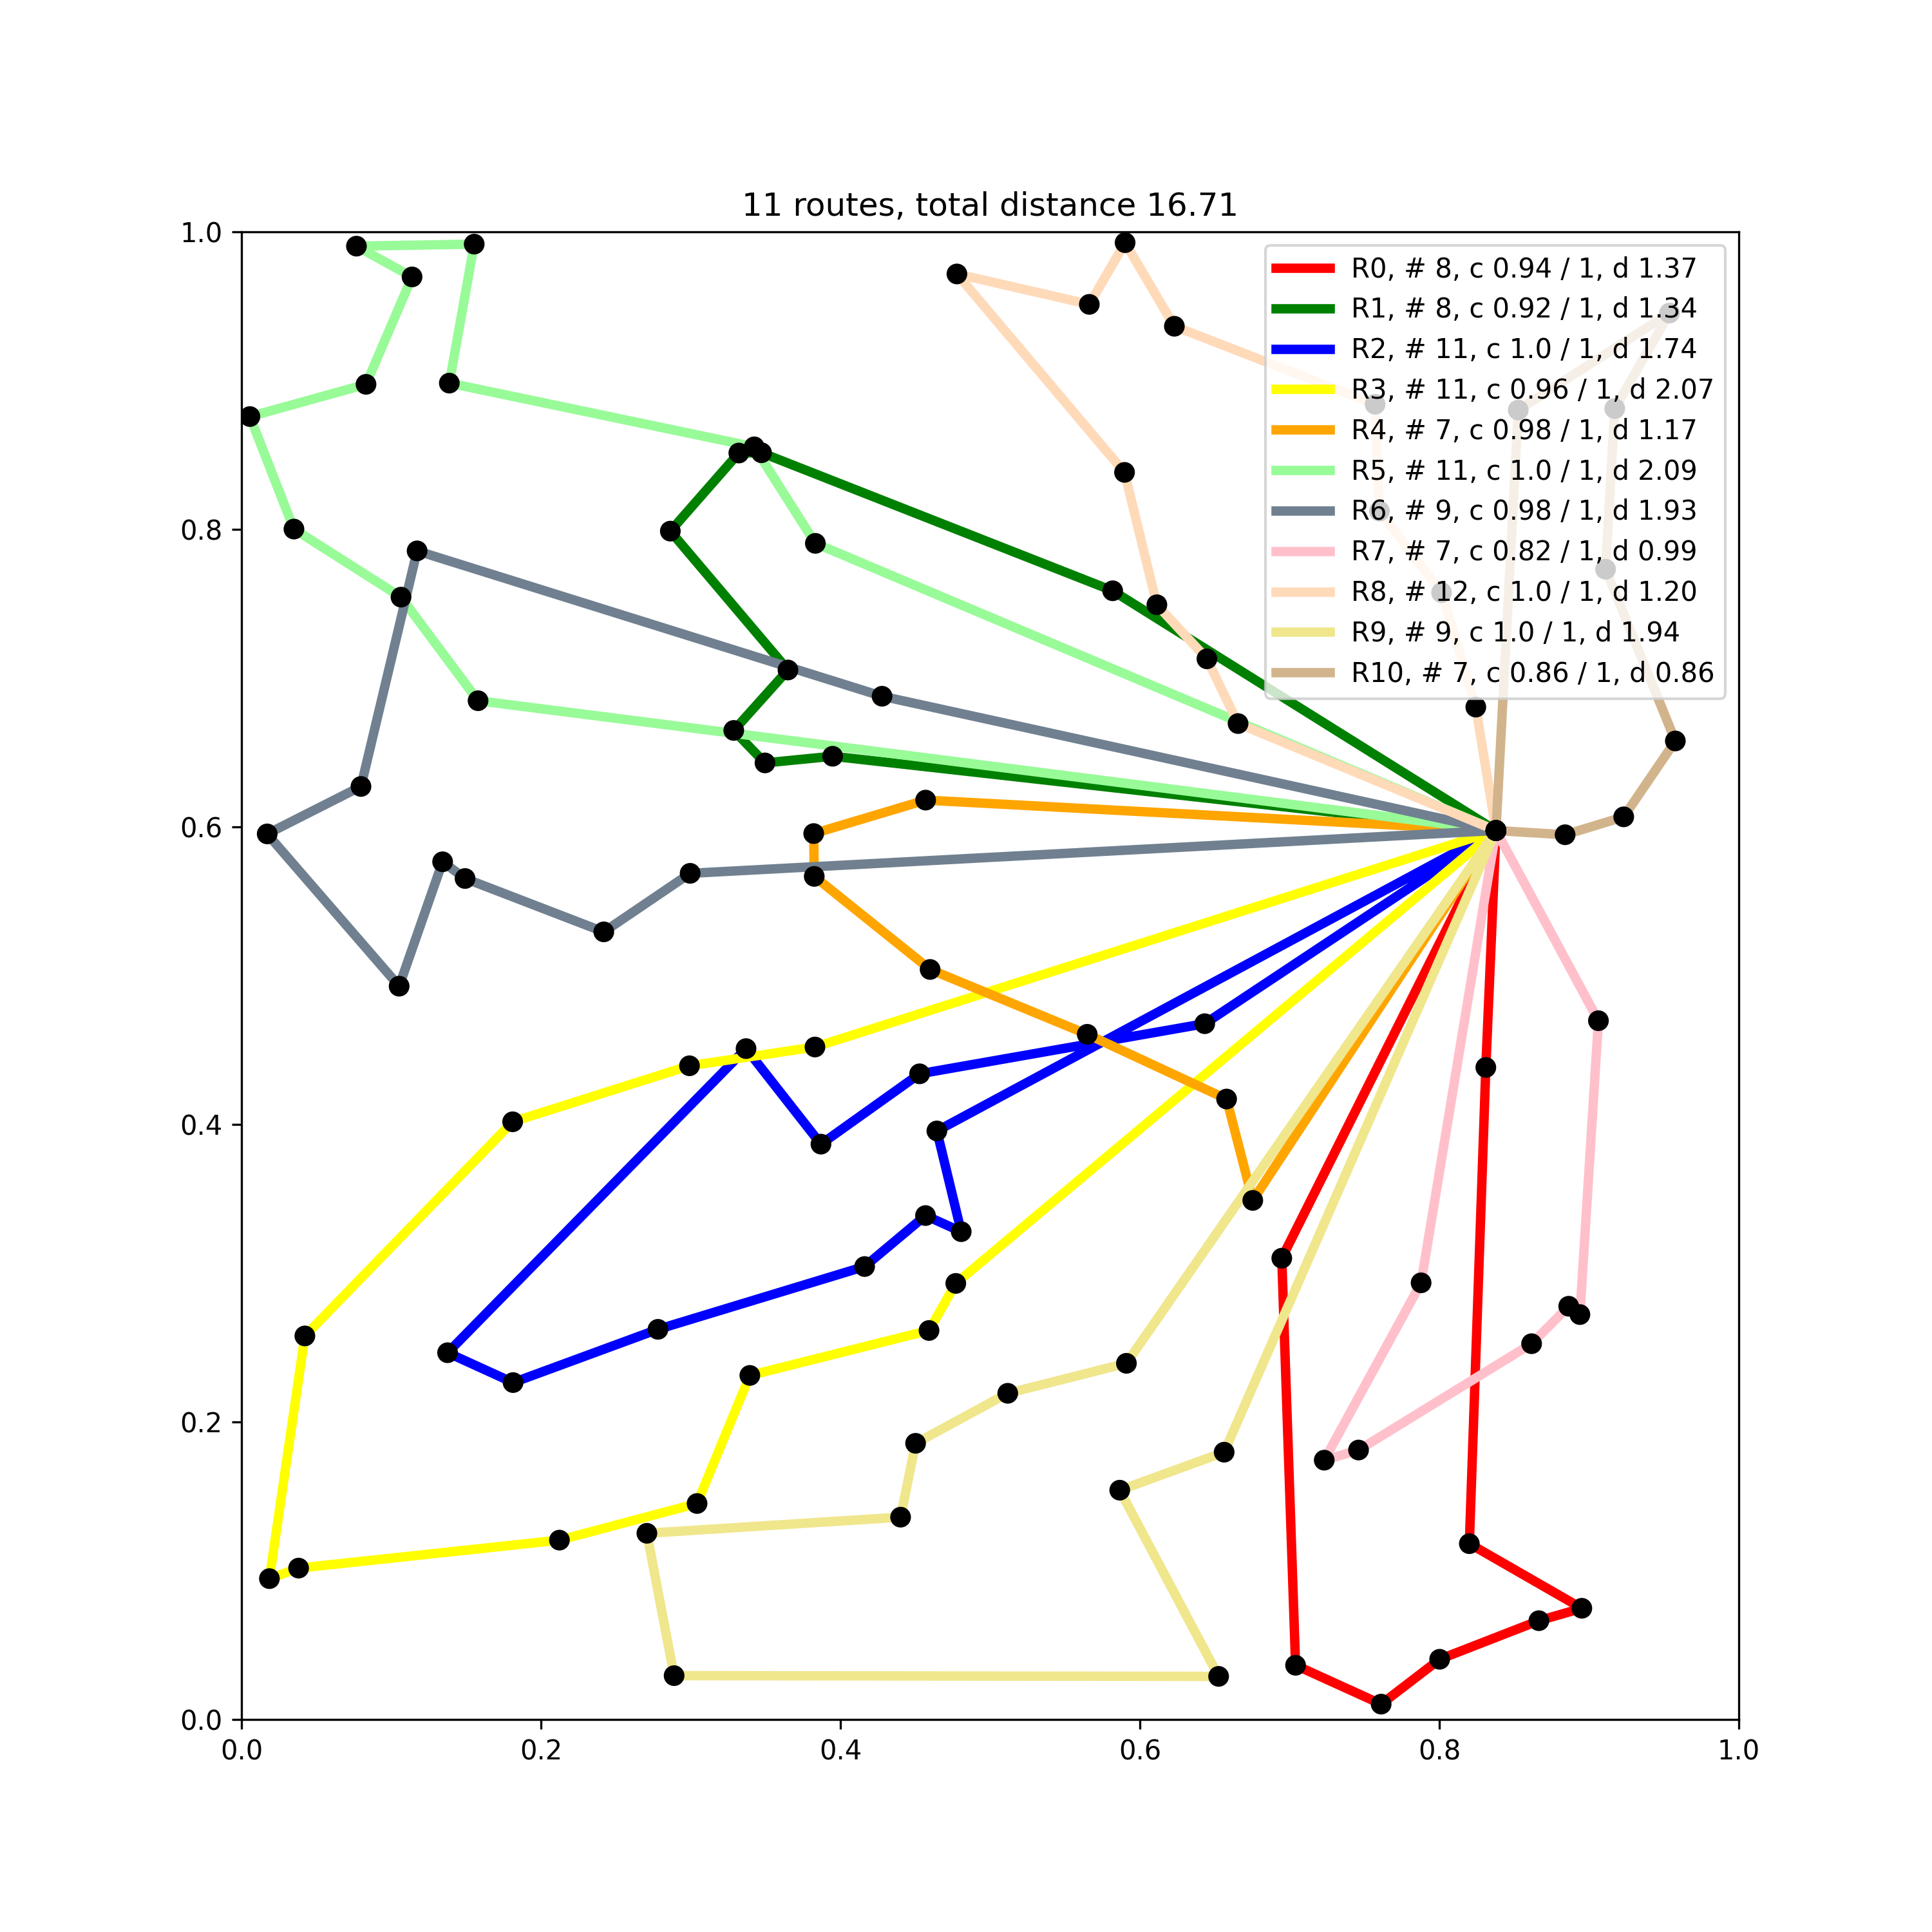 11 routes, total distance 16.71
1.0
0.8
0.6
0.4
0.2
0.0
0.0 0.2 0.4 0.6 0.8 1.0
R0, # 8, c 0.94 / 1, d 1.37
R1, # 8, c 0.92 / 1, d 1.34
R2, # 11, c 1.0 / 1, d 1.74
R3, # 11, c 0.96 / 1, d 2.07
R4, # 7, c 0.98 / 1, d 1.17
R5, # 11, c 1.0 / 1, d 2.09
R6, # 9, c 0.98 / 1, d 1.93
R7, # 7, c 0.82 / 1, d 0.99
R8, # 12, c 1.0 / 1, d 1.20
R9, # 9, c 1.0 / 1, d 1.94
R10, # 7, c 0.86 / 1, d 0.86